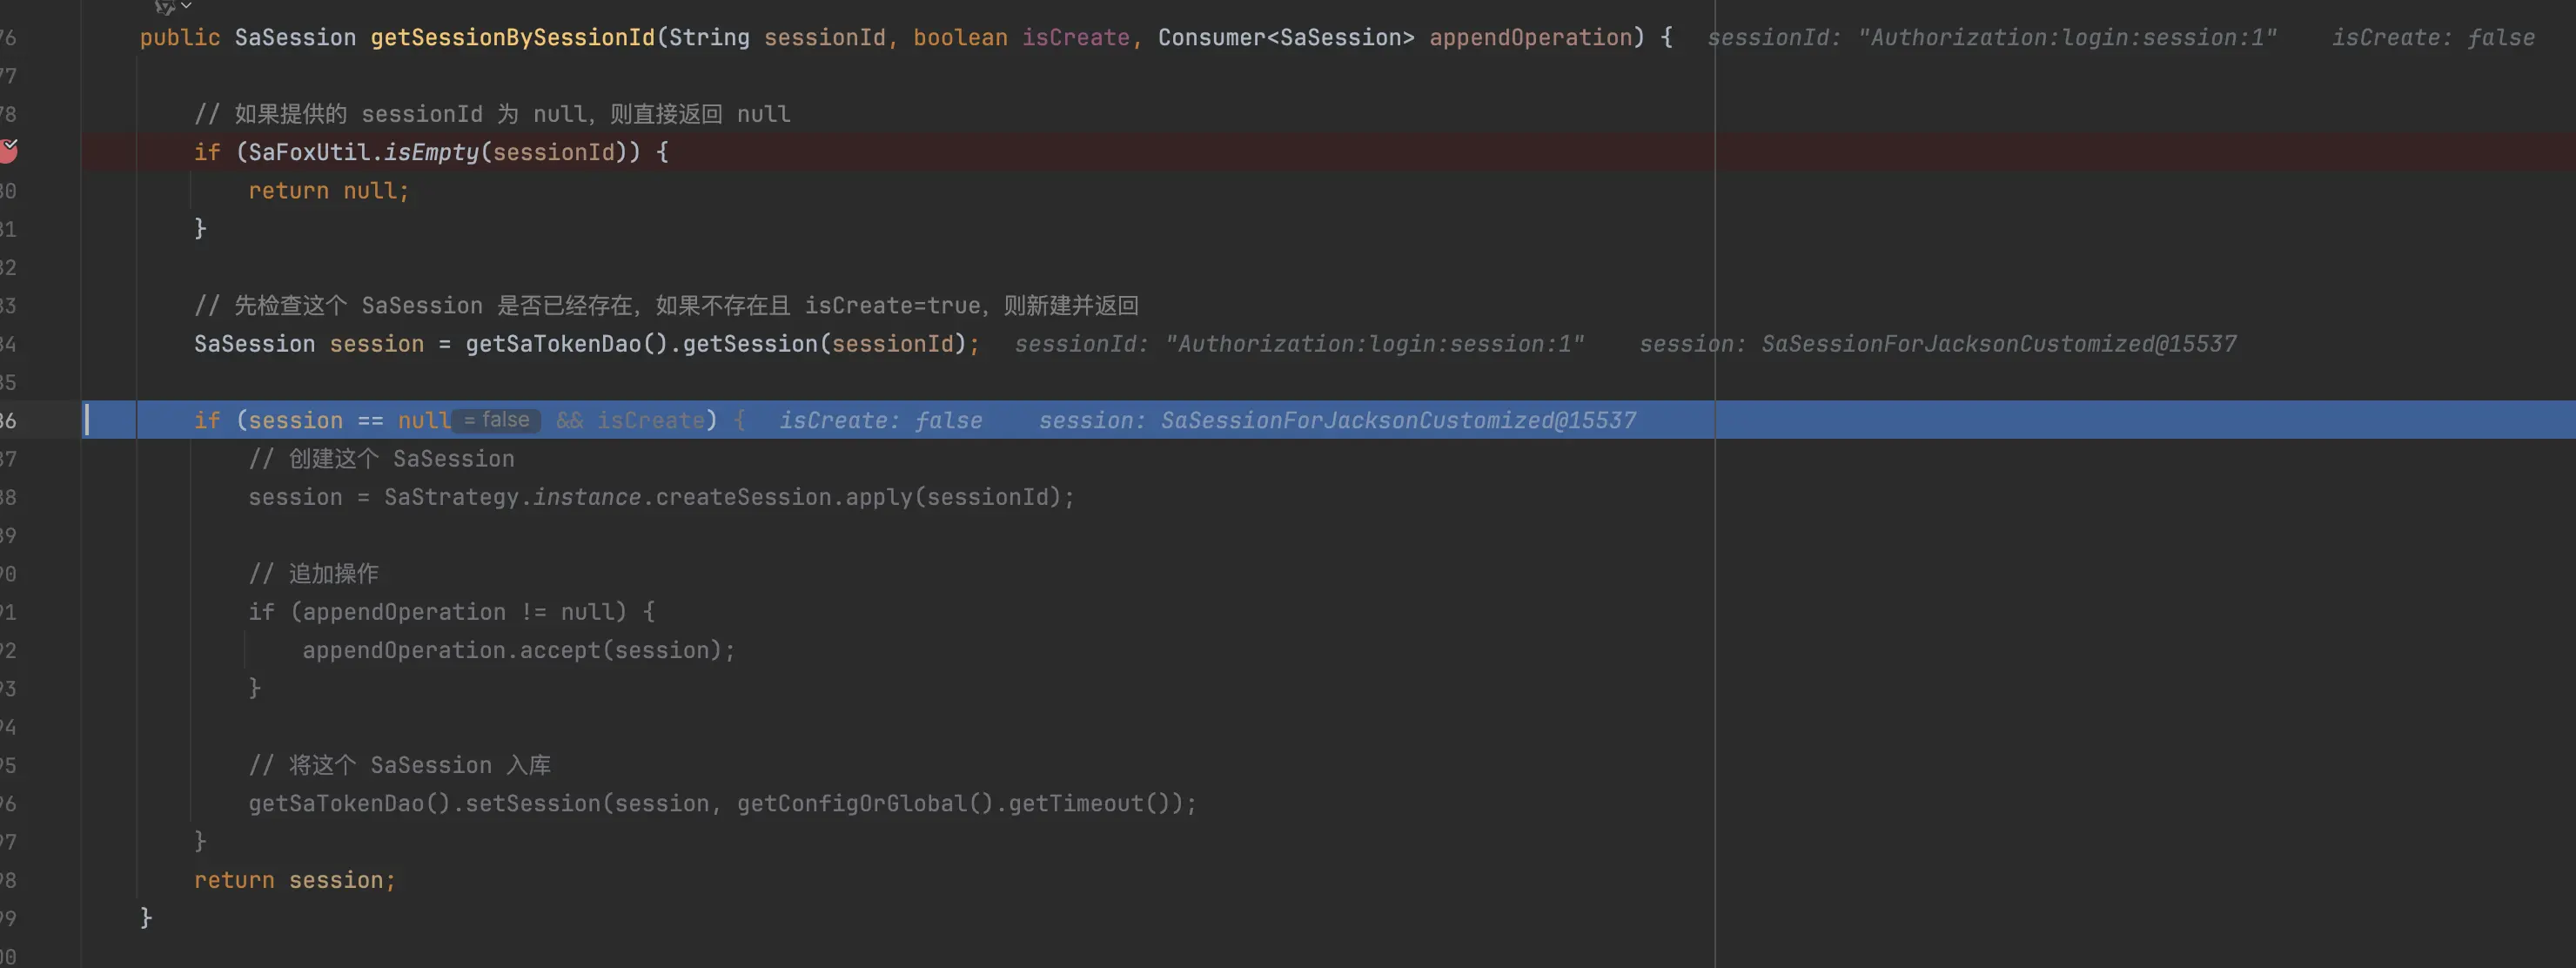 76 public SaSession getSessionBySessionId(String sessionId, boolean isCreate, Consumer<SaSession> appendOperation) { sessionId: "Authorization:login:session:1" isCreate: false
77
78 // 如果提供的 sessionId 为 null，则直接返回 null
if (SaFoxUtil.isEmpty(sessionId)) {
80 return null;
81 }
82
83 // 先检查这个 SaSession 是否已经存在，如果不存在且 isCreate=true，则新建并返回
84 SaSession session = getSaTokenDao().getSession(sessionId); sessionId: "Authorization:login:session:1" session: SaSessionForJacksonCustomized@15537
85
86 if (session == null = false && isCreate) { isCreate: false session: SaSessionForJacksonCustomized@15537
87 // 创建这个 SaSession
88 session = SaStrategy.instance.createSession.apply(sessionId);
89
90 // 追加操作
91 if (appendOperation != null) {
92 appendOperation.accept(session);
93 }
94
95 // 将这个 SaSession 入库
96 getSaTokenDao().setSession(session, getConfigOrGlobal().getTimeout());
97 }
98 return session;
99 }
00